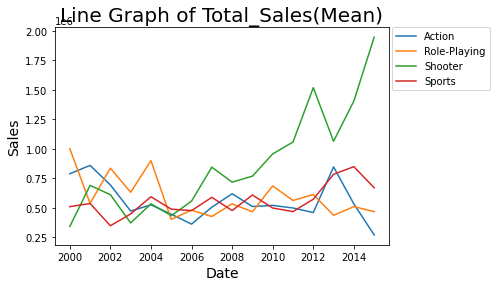 Line Graph of Total_Sales(Mean)
1e6
Action
Role-Playing
Shooter
Sports
2.00
1.75
1.50
1.25
1.00
0.75
0.50
0.25
Sales
2000 2002 2004 2006 2008 2010 2012 2014
Date